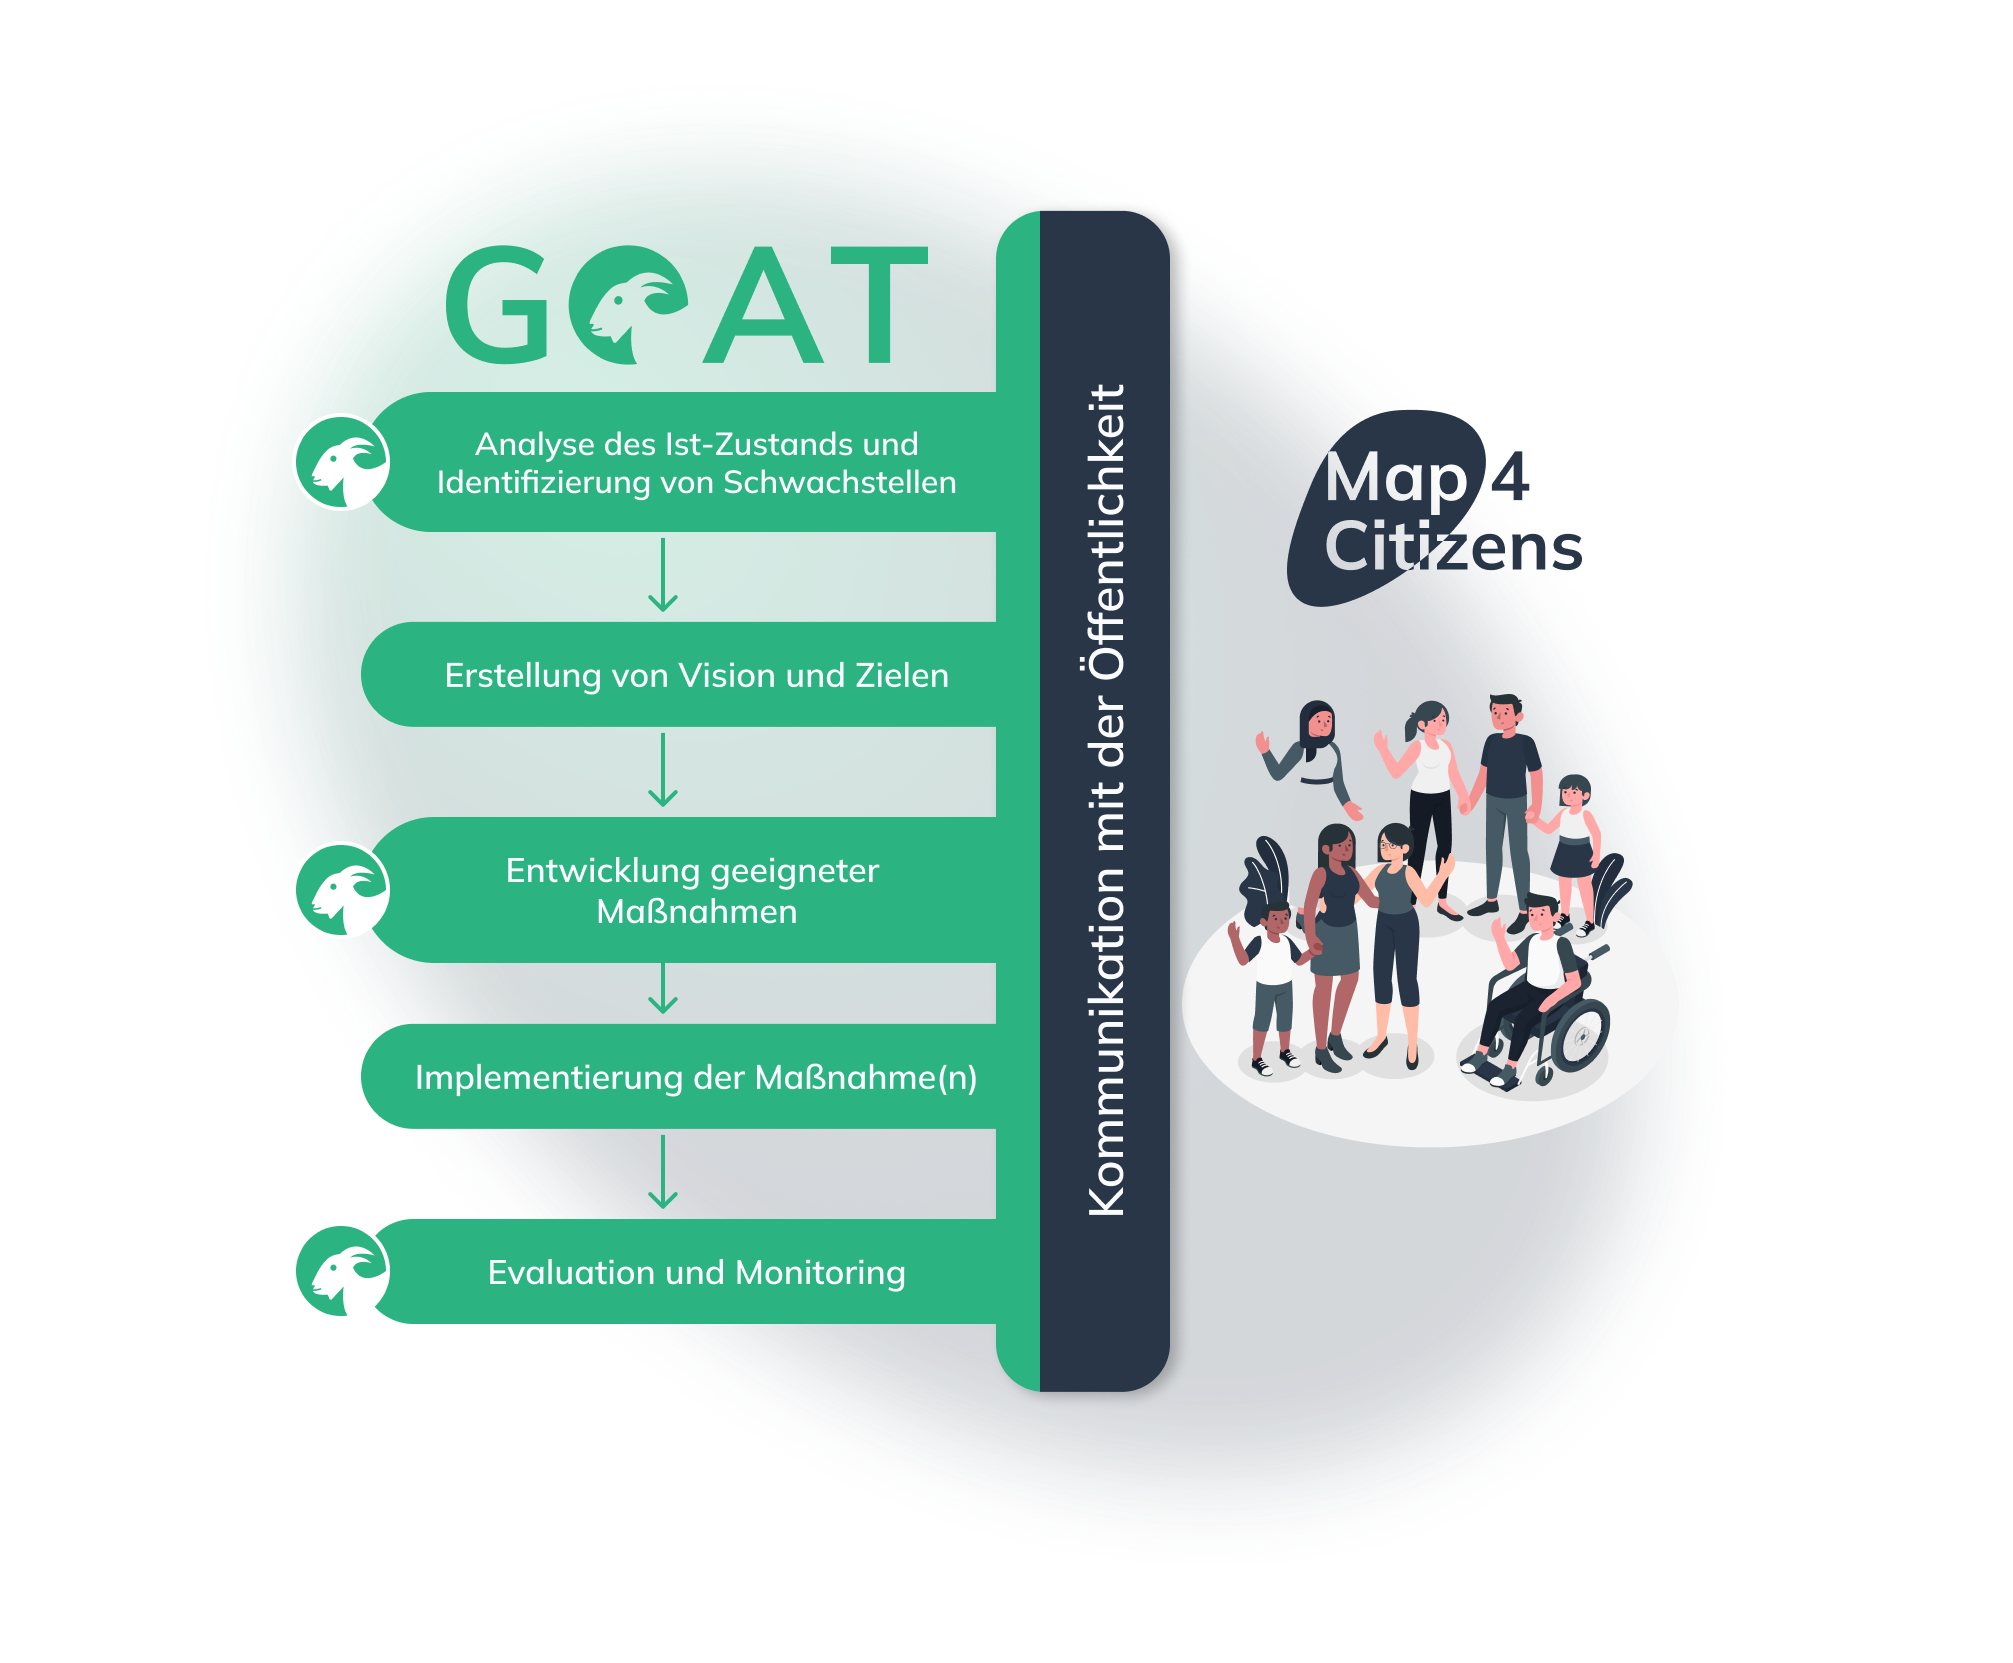 GOAT
Analyse des Ist-Zustands und
Identifizierung von Schwachstellen
Erstellung von Vision und Zielen
Entwicklung geeigneter
Maßnahmen
Implementierung der Maßnahme(n)
Evaluation und Monitoring
Kommunikation mit der Öffentlichkeit
Map 4
Citizens